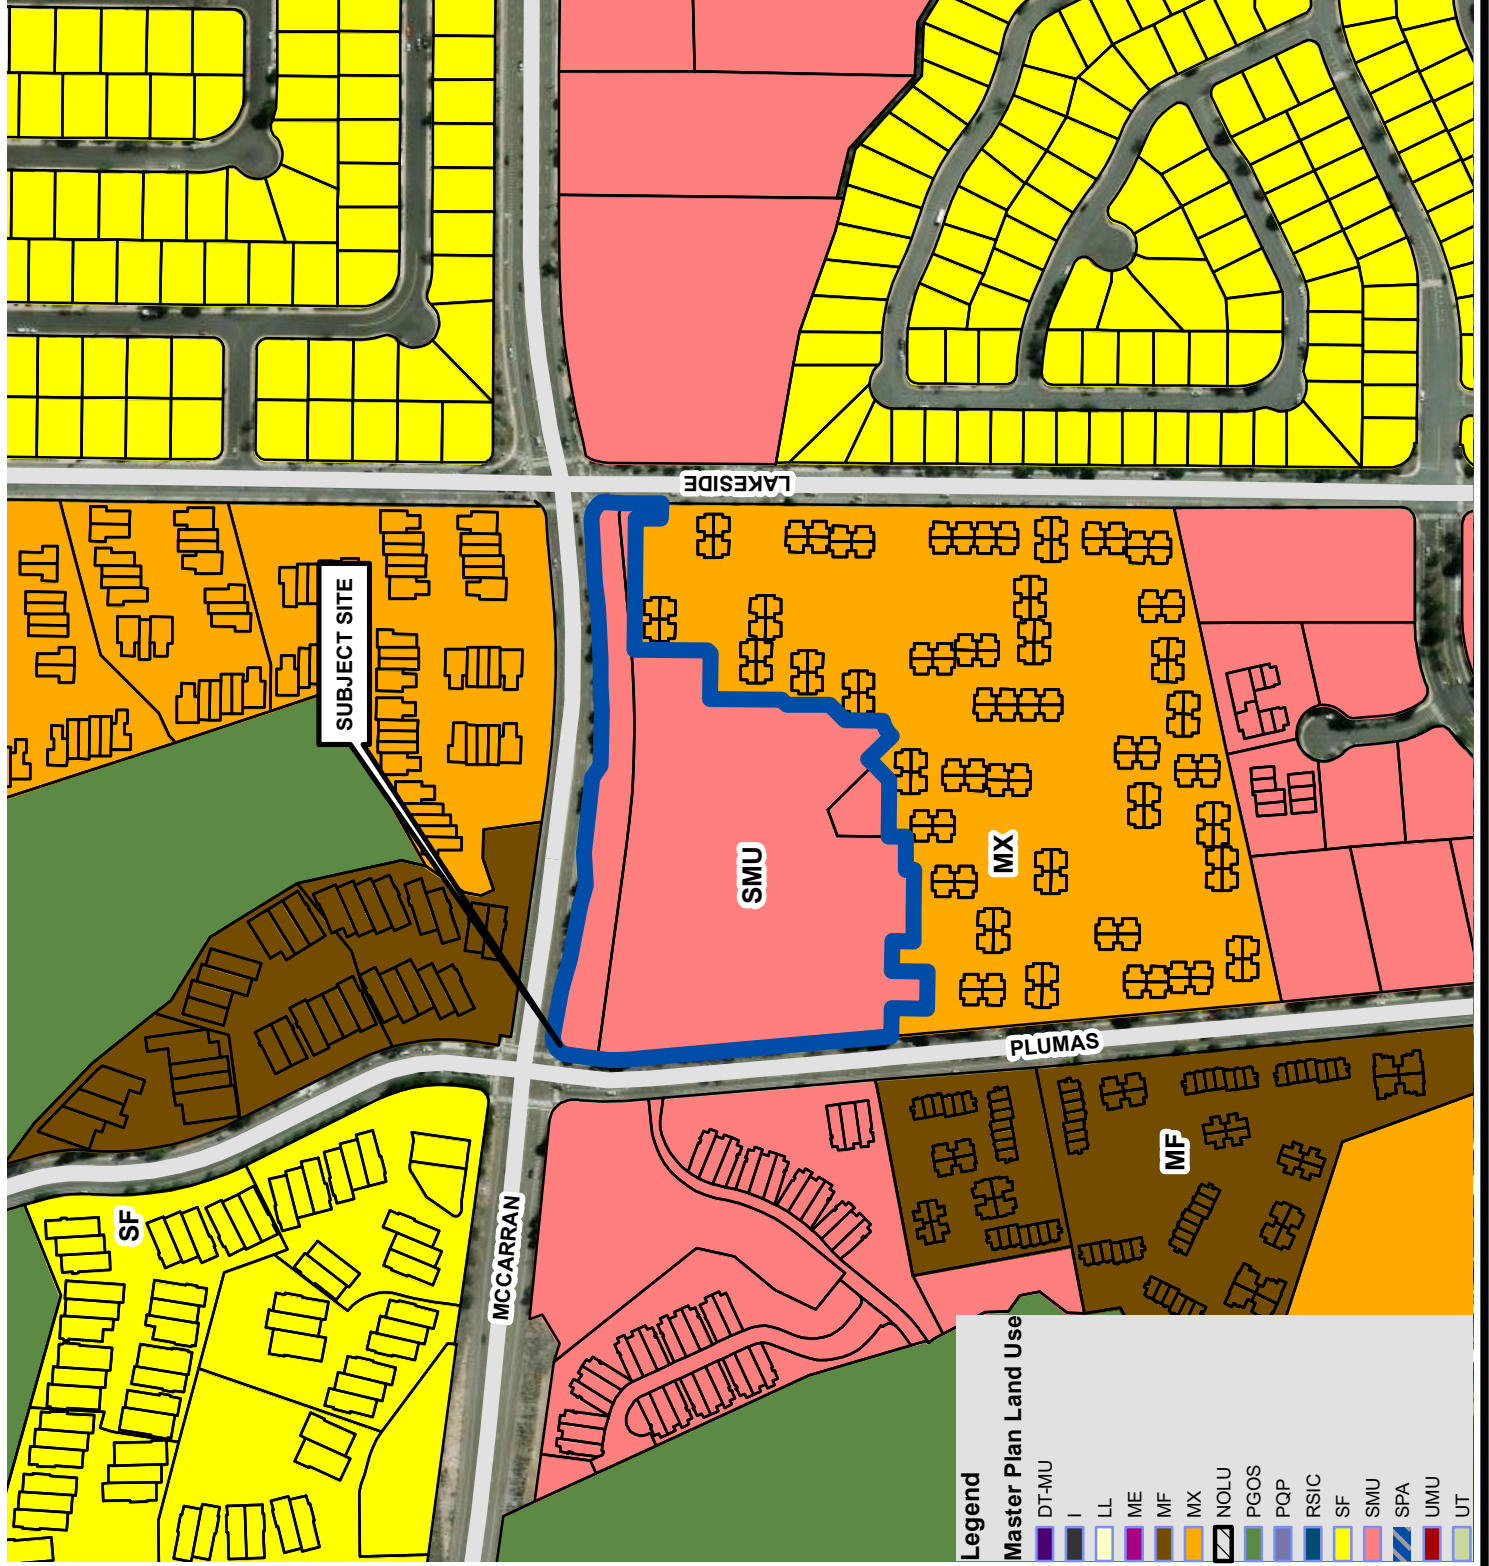 SUBJECT SITE
LAKESIDE
SMU
MX
PLUMAS
MF
SF
MCCARRAN
Legend
Master Plan Land Use
DT-MU
I
LL
ME
MF
MX
NOLU
PGOS
PQP
RSIC
SF
SMU
SPA
UMU
UT